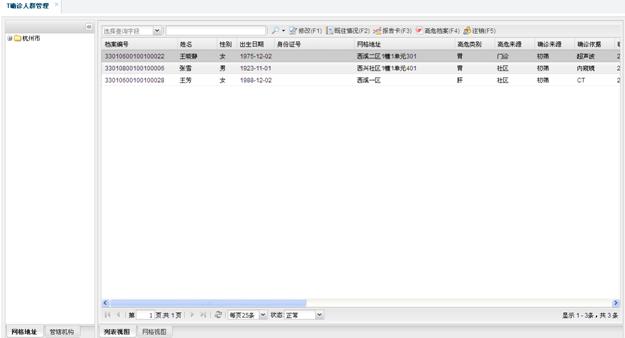 T确诊人群管理
选择查询字段 修改(F1) 既往情况(F2) 报告卡(F3) 高危档案(F4) 注销(F5)
杭州市
档案编号 姓名 性别 出生日期 身份证号 网格地址 高危类别 高危来源 确诊来源 确诊依据
33010600100100022 王晓静 女 1975-12-02 西溪二区1幢1单元301 胃 门诊 初筛 超声波 2
33010800100100006 张雪 男 1923-11-01 西兴社区1幢1单元401 胃 社区 初筛 内窥镜 2
33010600100100028 王芳 女 1988-12-02 西溪一区 肝 社区 初筛 CT 2
第 1 页,共 1 页 每页25条 状态: 正常 显示 1 - 3条，共 3 条
网格地址 管辖机构 列表视图 网格视图